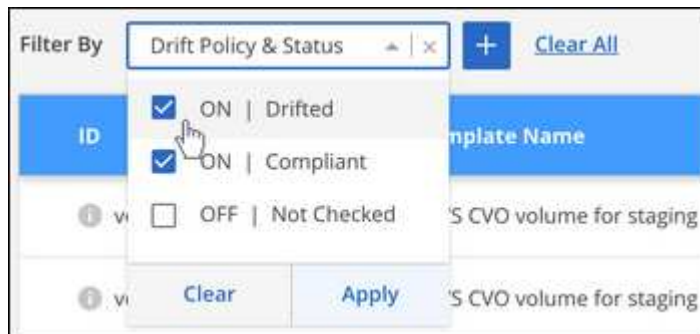 Filter By Drift Policy & Status × + Clear All
ON | Drifted
ID Name
ON | Compliant
OFF | Not Checked
CVO volume for staging
Clear Apply
CVO volume for staging